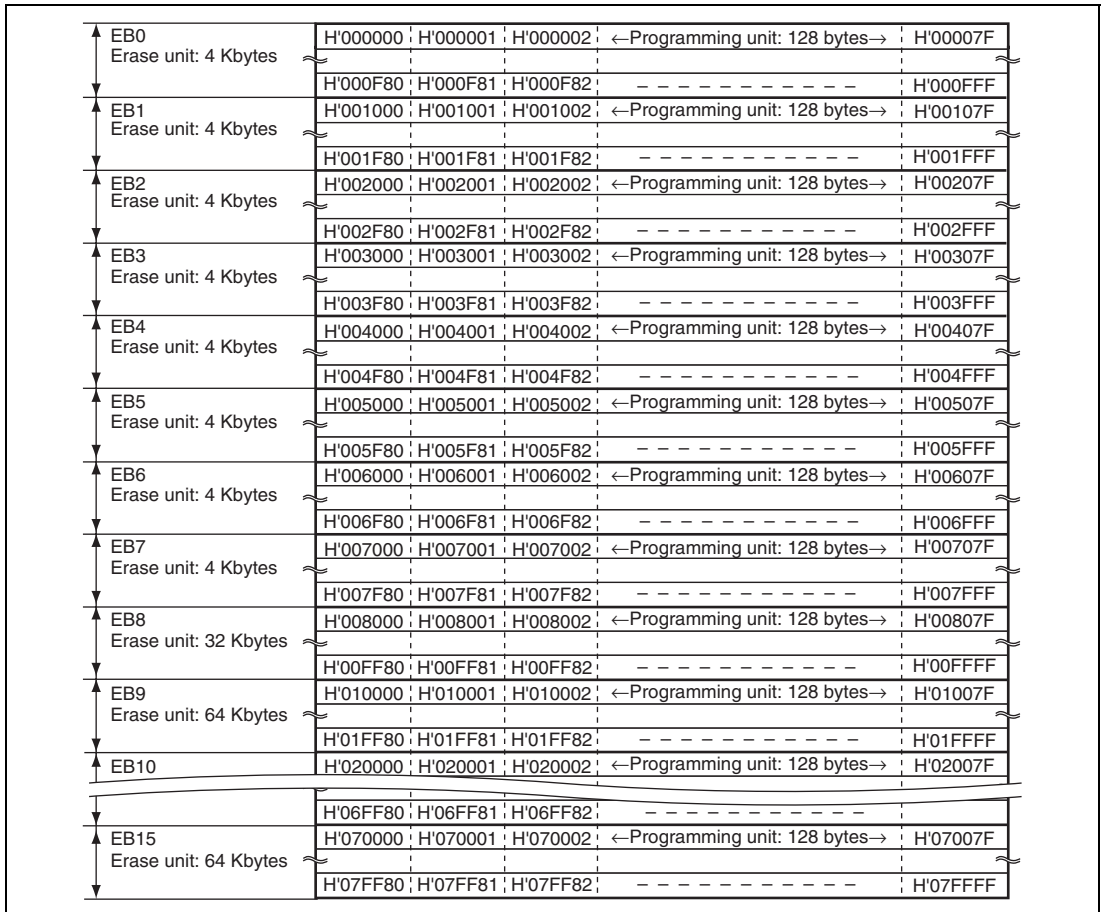 EB0 H'000000 H'000001 H'000002 ←Programming unit: 128 bytes→ H'00007F
Erase unit: 4 Kbytes
H'000F80 H'000F81 H'000F82 – – – – – – – – – – – H'000FFF
EB1 H'001000 H'001001 H'001002 ←Programming unit: 128 bytes→ H'00107F
Erase unit: 4 Kbytes
H'001F80 H'001F81 H'001F82 – – – – – – – – – – – H'001FFF
EB2 H'002000 H'002001 H'002002 ←Programming unit: 128 bytes→ H'00207F
Erase unit: 4 Kbytes
H'002F80 H'002F81 H'002F82 – – – – – – – – – – – H'002FFF
EB3 H'003000 H'003001 H'003002 ←Programming unit: 128 bytes→ H'00307F
Erase unit: 4 Kbytes
H'003F80 H'003F81 H'003F82 – – – – – – – – – – – H'003FFF
EB4 H'004000 H'004001 H'004002 ←Programming unit: 128 bytes→ H'00407F
Erase unit: 4 Kbytes
H'004F80 H'004F81 H'004F82 – – – – – – – – – – – H'004FFF
EB5 H'005000 H'005001 H'005002 ←Programming unit: 128 bytes→ H'00507F
Erase unit: 4 Kbytes
H'005F80 H'005F81 H'005F82 – – – – – – – – – – – H'005FFF
EB6 H'006000 H'006001 H'006002 ←Programming unit: 128 bytes→ H'00607F
Erase unit: 4 Kbytes
H'006F80 H'006F81 H'006F82 – – – – – – – – – – – H'006FFF
EB7 H'007000 H'007001 H'007002 ←Programming unit: 128 bytes→ H'00707F
Erase unit: 4 Kbytes
H'007F80 H'007F81 H'007F82 – – – – – – – – – – – H'007FFF
EB8 H'008000 H'008001 H'008002 ←Programming unit: 128 bytes→ H'00807F
Erase unit: 32 Kbytes
H'00FF80 H'00FF81 H'00FF82 – – – – – – – – – – – H'00FFFF
EB9 H'010000 H'010001 H'010002 ←Programming unit: 128 bytes→ H'01007F
Erase unit: 64 Kbytes
H'01FF80 H'01FF81 H'01FF82 – – – – – – – – – – – H'01FFFF
EB10 H'020000 H'020001 H'020002 ←Programming unit: 128 bytes→ H'02007F
H'06FF80 H'06FF81 H'06FF82 – – – – – – – – – – –
EB15 H'070000 H'070001 H'070002 ←Programming unit: 128 bytes→ H'07007F
Erase unit: 64 Kbytes
H'07FF80 H'07FF81 H'07FF82 – – – – – – – – – – – H'07FFFF